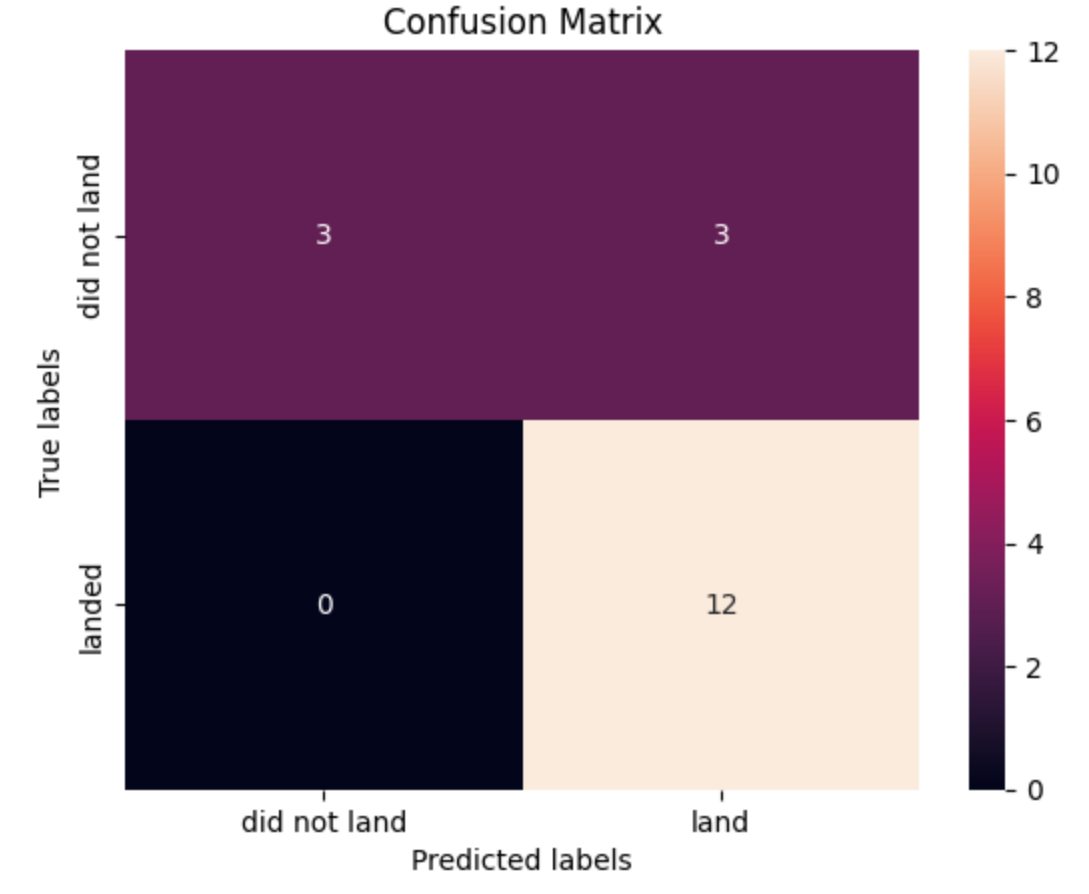 Confusion Matrix
True labels
did not land
landed
3
3
0
12
did not land
land
Predicted labels
12
10
8
6
4
2
0